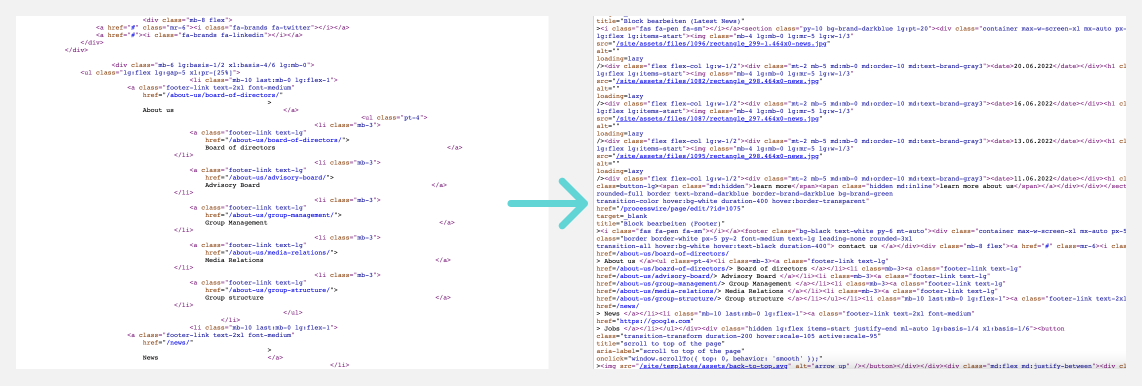 <div class="mb-8 flex">
<a href="#" class="mr-6"><i class="fa-brands fa-twitter"></i></a>
<a href="#"><i class="fa-brands fa-linkedin"></i></a>
</div>
</div>
<div class="mb-6 lg:basis-1/2 xl:basis-4/6 lg:mb-0">
<ul class="lg:flex lg:gap-5 xl:pr-[25%]">
<li class="mb-10 last:mb-0 lg:flex-1">
<a class="footer-link text-2xl font-medium"
href="/about-us/board-of-directors/"
>
About us </a>
<ul class="pt-4">
<li class="mb-3">
<a class="footer-link text-lg"
href="/about-us/board-of-directors/">
Board of directors </a>
</li>
<li class="mb-3">
<a class="footer-link text-lg"
href="/about-us/advisory-board/">
Advisory Board </a>
</li>
<li class="mb-3">
<a class="footer-link text-lg"
href="/about-us/group-management/">
Group Management </a>
</li>
<li class="mb-3">
<a class="footer-link text-lg"
href="/about-us/media-relations/">
Media Relations </a>
</li>
<li class="mb-3">
<a class="footer-link text-lg"
href="/about-us/group-structure/">
Group structure </a>
</li>
</ul>
</li>
<li class="mb-10 last:mb-0 lg:flex-1">
<a class="footer-link text-2xl font-medium"
href="/news/"
>
News </a>
</li>
title="Block bearbeiten (Latest News)"
><i class="fas fa-pen fa-sm"></i></a><section class="py-10 bg-brand-darkblue lg:pt-20"><div class="container max-w-screen-xl mx-auto px-
lg:flex lg:items-start"><img class="mb-4 lg:mb-0 lg:mr-5 lg:w-1/3"
src="/site/assets/files/1096/rectangle_299-1.464x0-news.jpg"
alt=""
loading=lazy
/><div class="flex-col lg:w-1/2"><div class="mt-2 mb-5 md:mb-0 md:order-10 md:text-brand-gray3"><date>20.06.2022</date></div><h1 cl
lg:flex lg:items-start"><img class="mb-4 lg:mb-0 lg:mr-5 lg:w-1/3"
src="/site/assets/files/1082/rectangle_298.464x0-news.jpg"
alt=""
loading=lazy
/><div class="flex-col lg:w-1/2"><div class="mt-2 mb-5 md:mb-0 md:order-10 md:text-brand-gray3"><date>16.06.2022</date></div><h1 cl
lg:flex lg:items-start"><img class="mb-4 lg:mb-0 lg:mr-5 lg:w-1/3"
src="/site/assets/files/1087/rectangle_297.464x0-news.jpg"
alt=""
loading=lazy
/><div class="flex-col lg:w-1/2"><div class="mt-2 mb-5 md:mb-0 md:order-10 md:text-brand-gray3"><date>13.06.2022</date></div><h1 cl
lg:flex lg:items-start"><img class="mb-4 lg:mb-0 lg:mr-5 lg:w-1/3"
src="/site/assets/files/1095/rectangle_298.464x0-news.jpg"
alt=""
loading=lazy
/><div class="flex-col lg:w-1/2"><div class="mt-2 mb-5 md:mb-0 md:order-10 md:text-brand-gray3"><date>11.06.2022</date></div><h1 cl
class=button-lg><span class="md:hidden">learn more</span><span class="hidden md:inline">learn more about us</span></a></div></div></sect
rounded-full border text-brand-darkblue border-brand-darkblue bg-brand-green
transition-color hover:bg-white duration-400 hover:border-transparent"
href="/processwire/page/edit/?id=1075"
target=_blank
title="Block bearbeiten (Footer)"
><i class="fas fa-pen fa-sm"></i></a><footer class="bg-black text-white py-6 mt-auto"><div class="container max-w-screen-xl mx-auto px-5
class="border border-white px-5 py-2 font-medium text-lg leading-none rounded-3xl
transition-all hover:bg-white hover:text-black duration-400"> contact us </a></div><div class="mb-8 flex"><a href="#" class=mr-6><i clas
href=/about-us/board-of-directors/
> About us </a><ul class=pt-4><li class=mb-3><a class="footer-link text-lg"
href=/about-us/board-of-directors/> Board of directors </a></li><li class=mb-3><a class="footer-link text-lg"
href=/about-us/advisory-board/> Advisory Board </a></li><li class=mb-3><a class="footer-link text-lg"
href=/about-us/group-management/> Group Management </a></li><li class=mb-3><a class="footer-link text-lg"
href=/about-us/media-relations/> Media Relations </a></li><li class=mb-3><a class="footer-link text-lg"
href=/about-us/group-structure/> Group structure </a></li></ul></li><li class="mb-10 last:mb-0 lg:flex-1"><a class="footer-link text-2xl
href=/news/
> News </a></li><li class="mb-10 last:mb-0 lg:flex-1"><a class="footer-link text-2xl font-medium"
href="https://google.com"
> Jobs </a></li></ul></div><div class="hidden lg:flex items-start justify-end ml-auto lg:basis-1/4 xl:basis-1/6"><button
class="transition-transform duration-200 hover:scale-105 active:scale-95"
title="scroll to top of the page"
aria-label="scroll to top of the page"
onclick="window.scrollTo({ top: 0, behavior: 'smooth' });"
><img src="/site/templates/assets/back-to-top.svg" alt="arrow up" /></button></div></div><div class="md:flex md:justify-between"><div cl